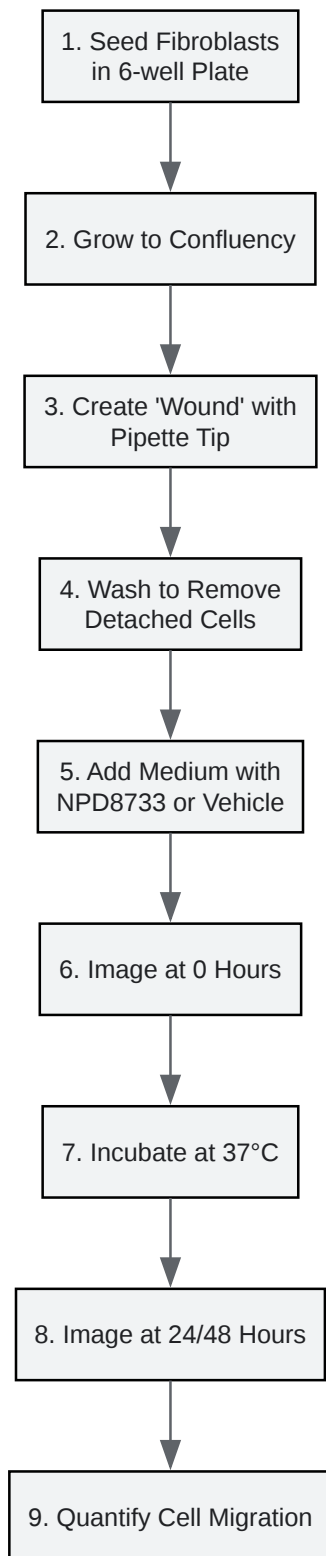 1. Seed Fibroblasts
in 6-well Plate
2. Grow to Confluency
3. Create 'Wound' with
Pipette Tip
4. Wash to Remove
Detached Cells
5. Add Medium with
NPD8733 or Vehicle
6. Image at 0 Hours
7. Incubate at 37°C
8. Image at 24/48 Hours
9. Quantify Cell Migration